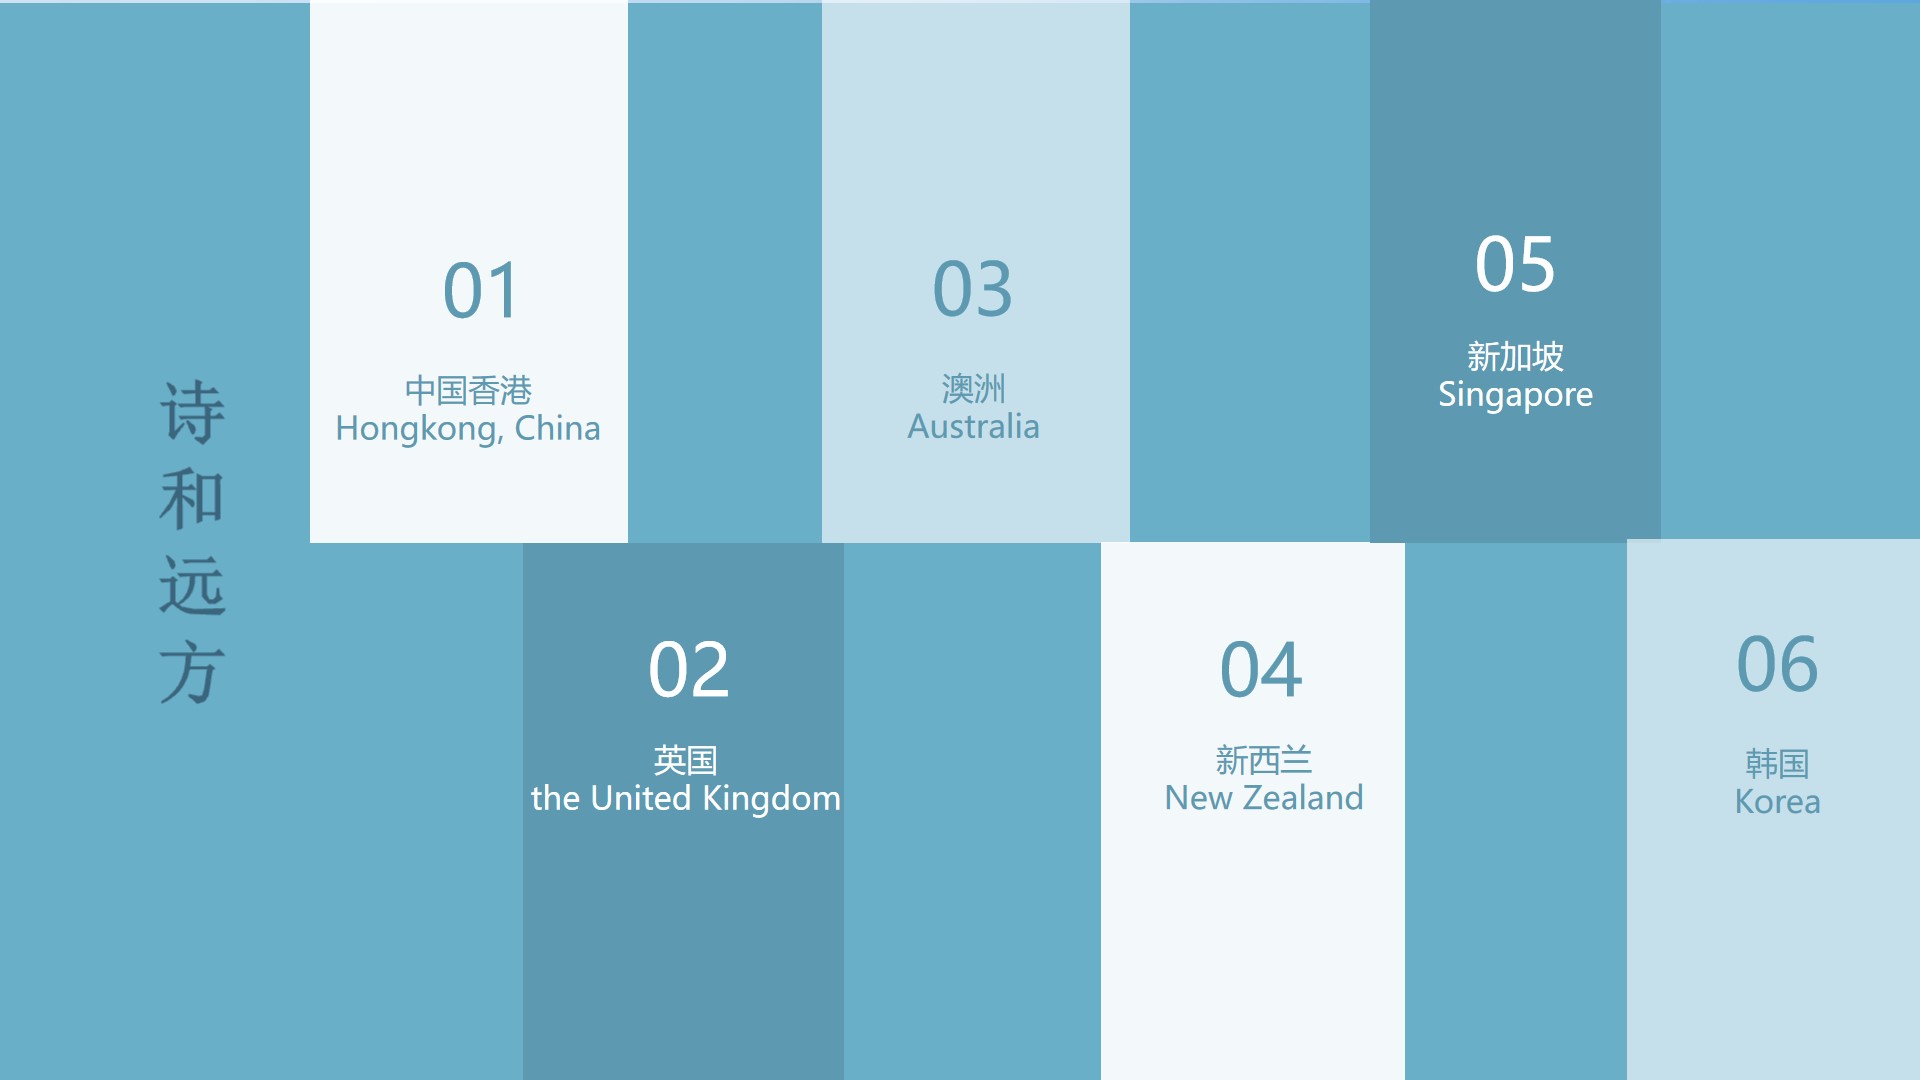 诗和远方
01
中国香港
Hongkong, China
02
英国
the United Kingdom
03
澳洲
Australia
04
新西兰
New Zealand
05
新加坡
Singapore
06
韩国
Korea